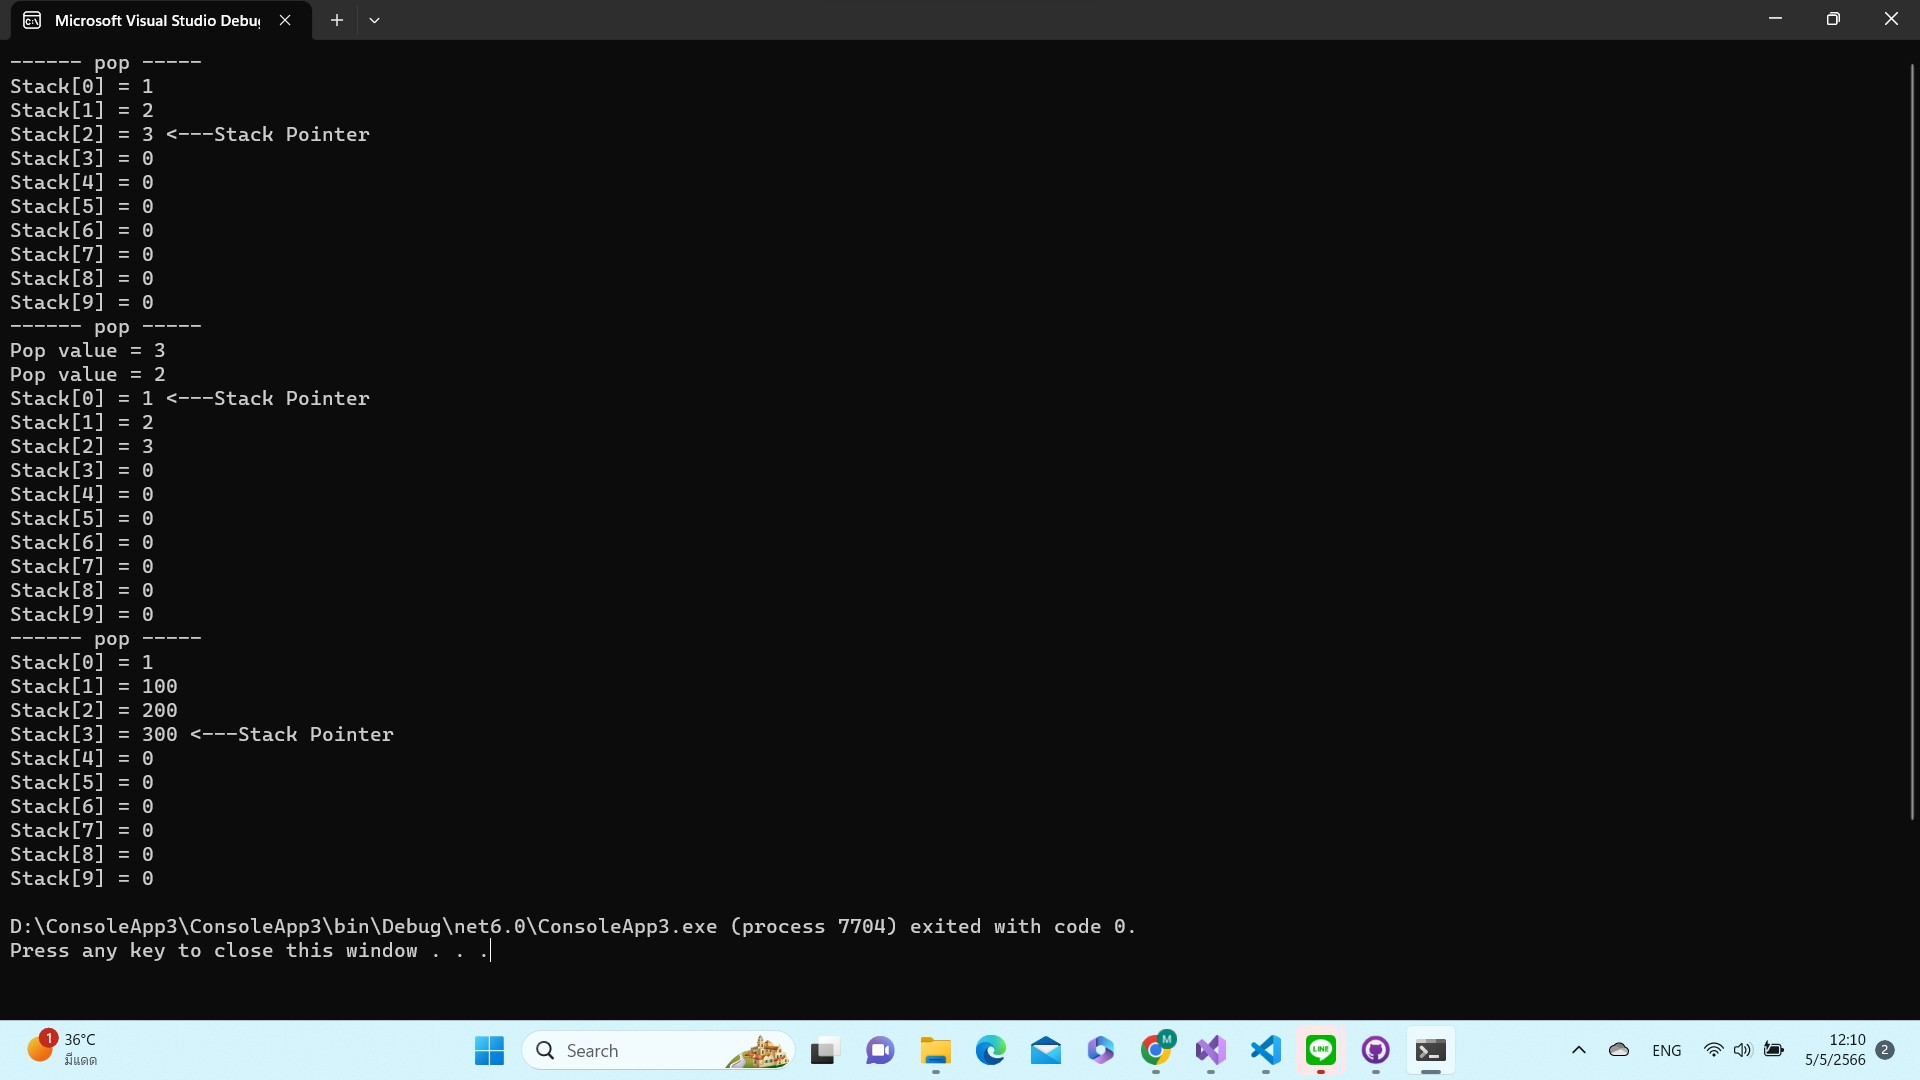 Microsoft Visual Studio Debug
------ pop -----
Stack[0] = 1
Stack[1] = 2
Stack[2] = 3 <---Stack Pointer
Stack[3] = 0
Stack[4] = 0
Stack[5] = 0
Stack[6] = 0
Stack[7] = 0
Stack[8] = 0
Stack[9] = 0
------ pop -----
Pop value = 3
Pop value = 2
Stack[0] = 1 <---Stack Pointer
Stack[1] = 2
Stack[2] = 3
Stack[3] = 0
Stack[4] = 0
Stack[5] = 0
Stack[6] = 0
Stack[7] = 0
Stack[8] = 0
Stack[9] = 0
------ pop -----
Stack[0] = 1
Stack[1] = 100
Stack[2] = 200
Stack[3] = 300 <---Stack Pointer
Stack[4] = 0
Stack[5] = 0
Stack[6] = 0
Stack[7] = 0
Stack[8] = 0
Stack[9] = 0
D:\ConsoleApp3\ConsoleApp3\bin\Debug\net6.0\ConsoleApp3.exe (process 7704) exited with code 0.
Press any key to close this window . . .
1
36°C
มีแดด
Search
M
LINE
ENG
12:10
5/5/2566
2